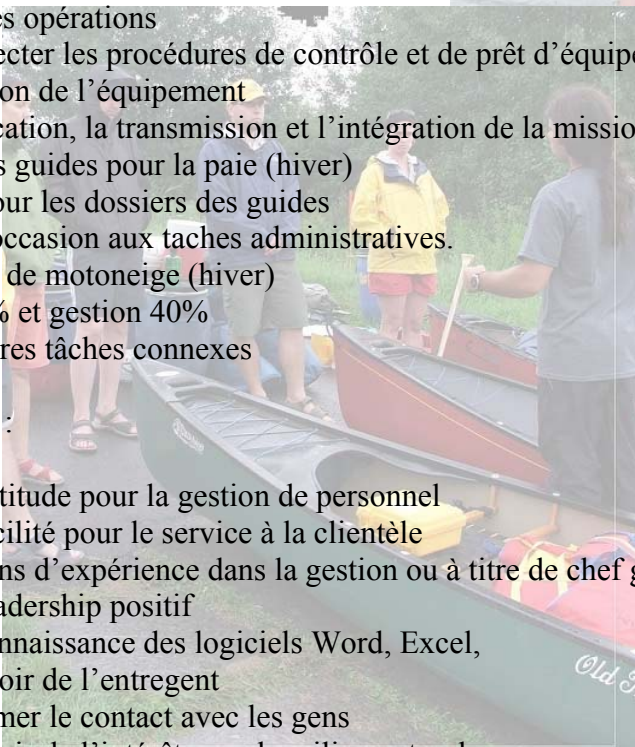 es opérations
ecter les procédures de contrôle et de prêt d’équipe
on de l’équipement
cation, la transmission et l’intégration de la missio
s guides pour la paie (hiver)
our les dossiers des guides
occasion aux taches administratives.
de motoneige (hiver)
% et gestion 40%
res tâches connexes
:
titude pour la gestion de personnel
cilité pour le service à la clientèle
ns d’expérience dans la gestion ou à titre de chef g
eadership positif
nnaissance des logiciels Word, Excel,
oir de l’entregent
mer le contact avec les gens
Old